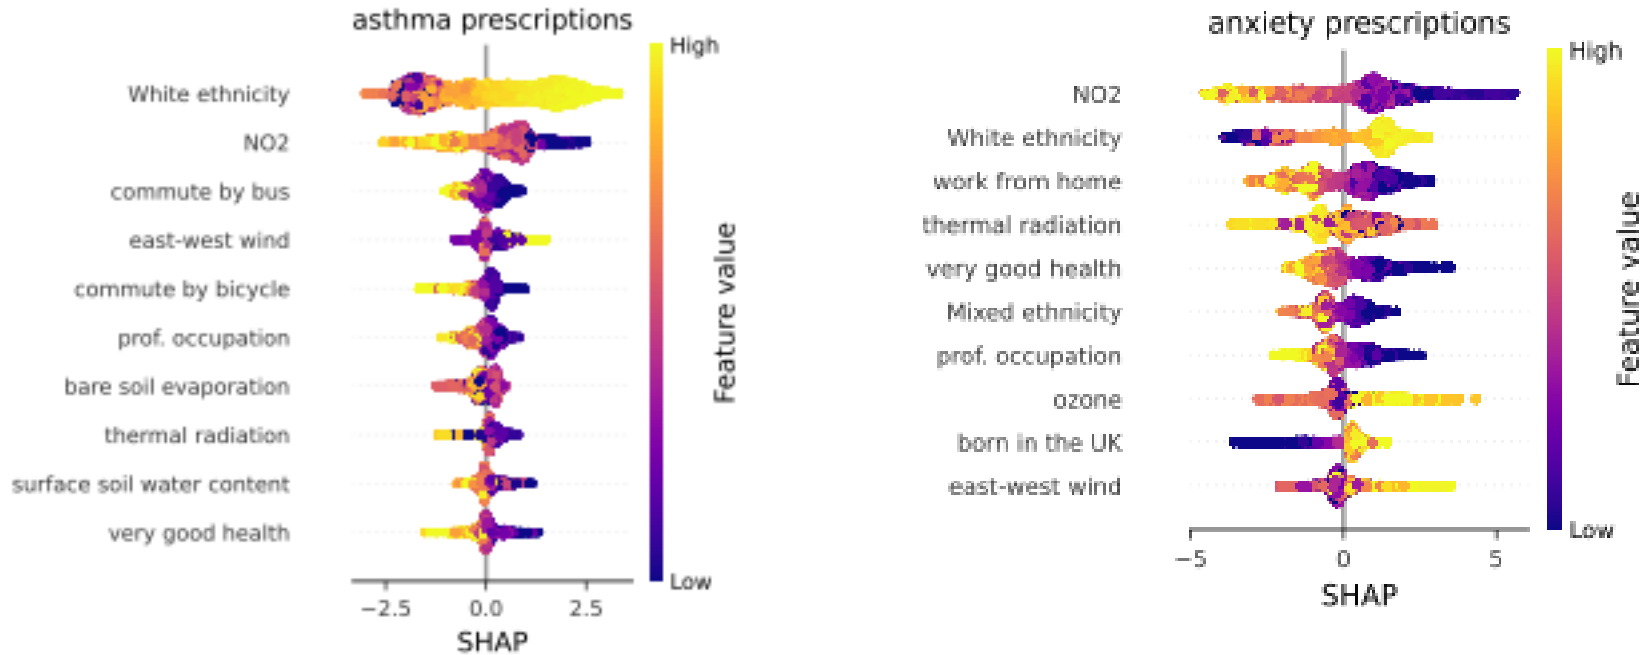 asthma prescriptions
High
White ethnicity
NO2
commute by bus
east-west wind
commute by bicycle
prof. occupation
bare soil evaporation
thermal radiation
surface soil water content
very good health
Feature value
Low
−2.5 0.0 2.5
SHAP
anxiety prescriptions
High
NO2
White ethnicity
work from home
thermal radiation
very good health
Mixed ethnicity
prof. occupation
ozone
born in the UK
east-west wind
Feature value
Low
−5 0 5
SHAP